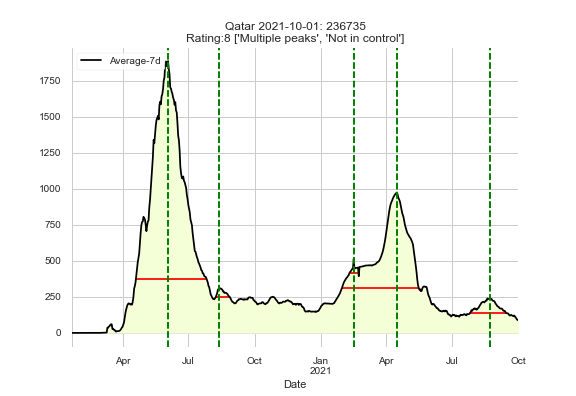 Qatar 2021-10-01: 236735
Rating:8 ['Multiple peaks', 'Not in control']
Average-7d
1750
1500
1250
1000
750
500
250
0
Apr Jul Oct Jan Apr Jul Oct
2021
Date